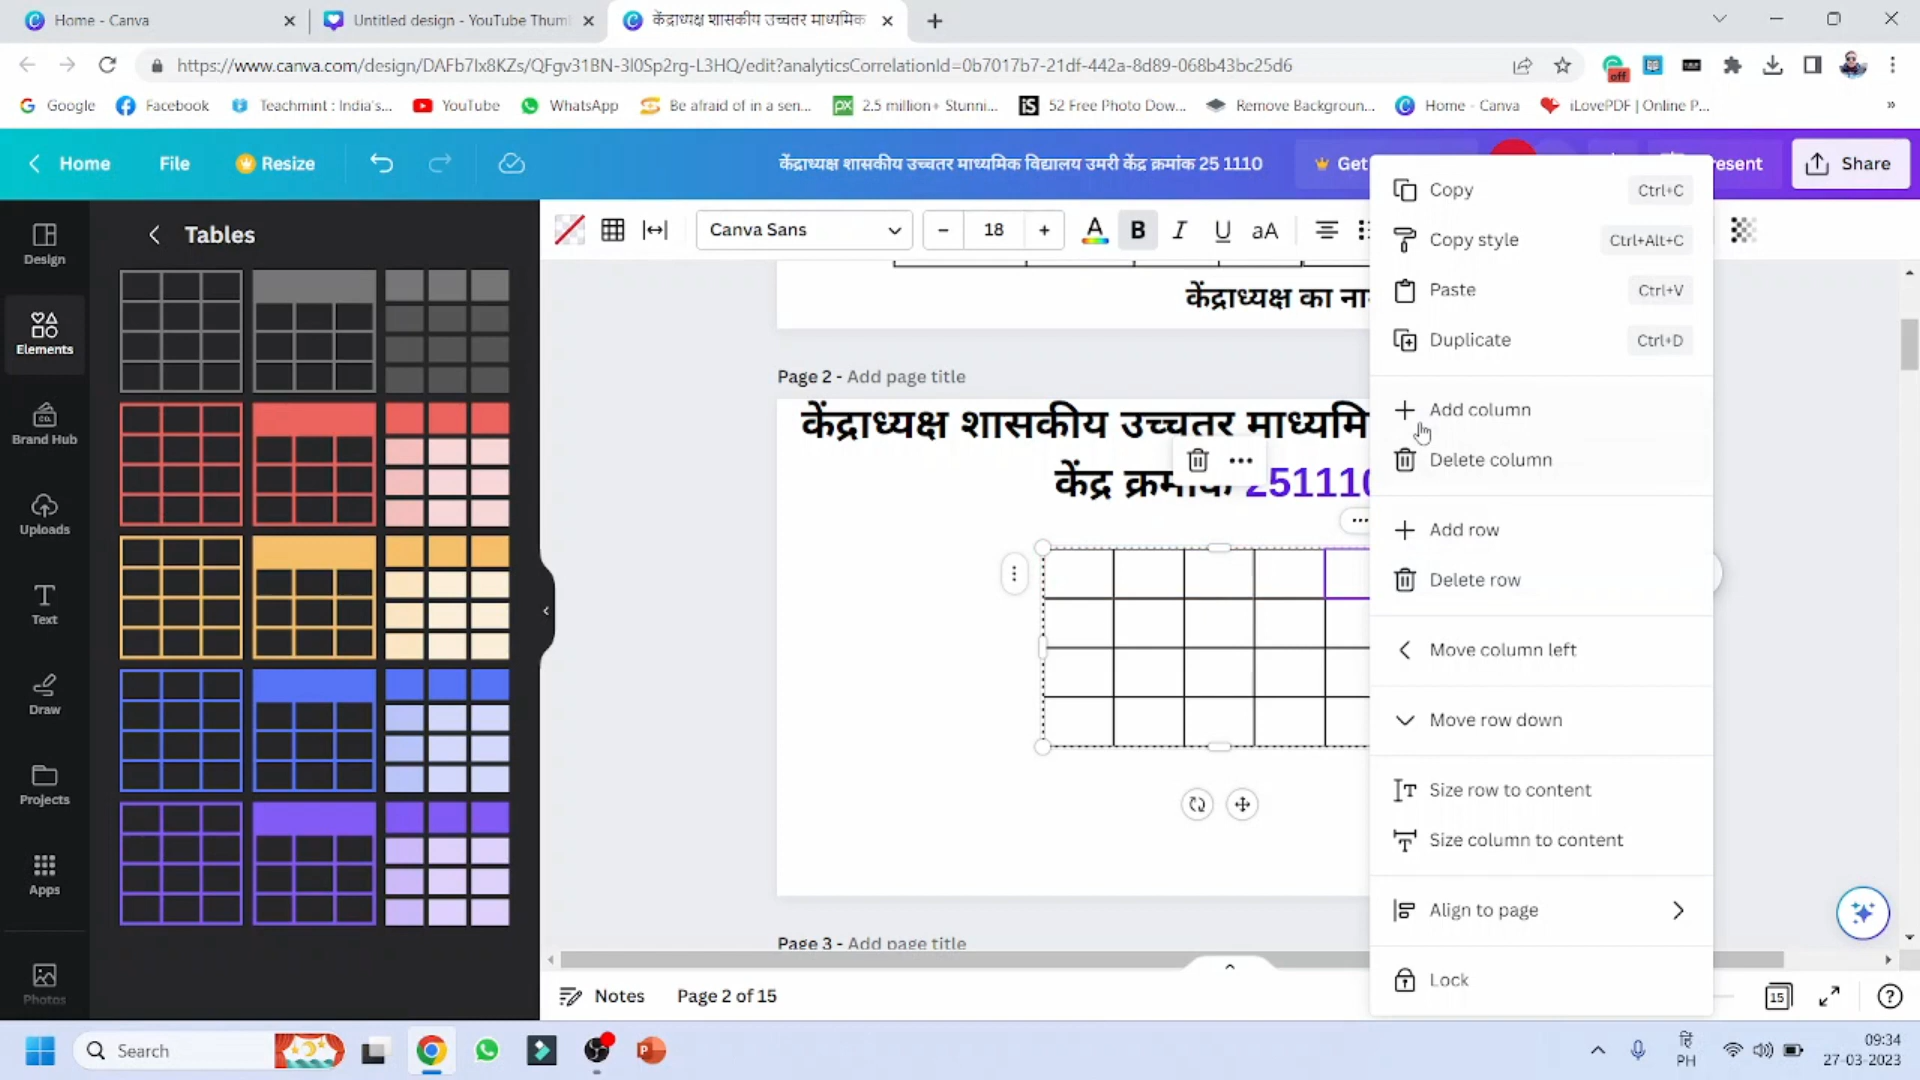 Home - Canva
Untitled design - YouTube Thum
केंद्राध्यक्ष शासकीय उच्चतर माध्यमिक
https://www.canva.com/design/DAFb7Ix8KZs/QFgv31BN-3l0Sp2rg-L3HQ/edit?analyticsCorrelationId=0b7017b7-21df-442a-8d89-068b43bc25d6
off
Google
Facebook
Teachmint : India's...
YouTube
WhatsApp
Be afraid of in a sen...
px
2.5 million+ Stunni...
iS
52 Free Photo Dow...
Remove Backgroun...
Home - Canva
iLovePDF | Online P...
»
Home
File
Resize
केंद्राध्यक्ष शासकीय उच्चतर माध्यमिक विद्यालय उमरी केंद्र क्रमांक 25 1110
Get
esent
Share
Design
Elements
Brand Hub
Uploads
Text
Draw
Projects
Apps
Photos
Tables
Canva Sans
18
A
B
I
U
aA
केंद्राध्यक्ष का ना
Page 2 - Add page title
केंद्राध्यक्ष शासकीय उच्चतर माध्यमि
केंद्र क्रमांक 251110
Page 3 - Add page title
Copy Ctrl+C
Copy style Ctrl+Alt+C
Paste Ctrl+V
Duplicate Ctrl+D
Add column
Delete column
Add row
Delete row
Move column left
Move row down
Size row to content
Size column to content
Align to page
Lock
Notes
Page 2 of 15
15
Search
हि
PH
09:34
27-03-2023